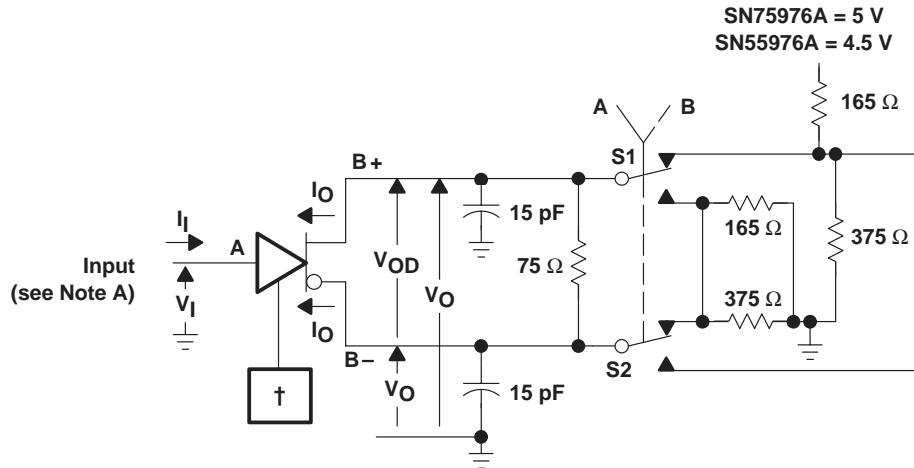 SN75976A = 5 V
SN55976A = 4.5 V
165 Ω
A
B
S1
B+
IO
II
A
15 pF
165 Ω
375 Ω
Input
(see Note A)
VOD
75 Ω
VO
VI
375 Ω
IO
B–
S2
VO
15 pF
†